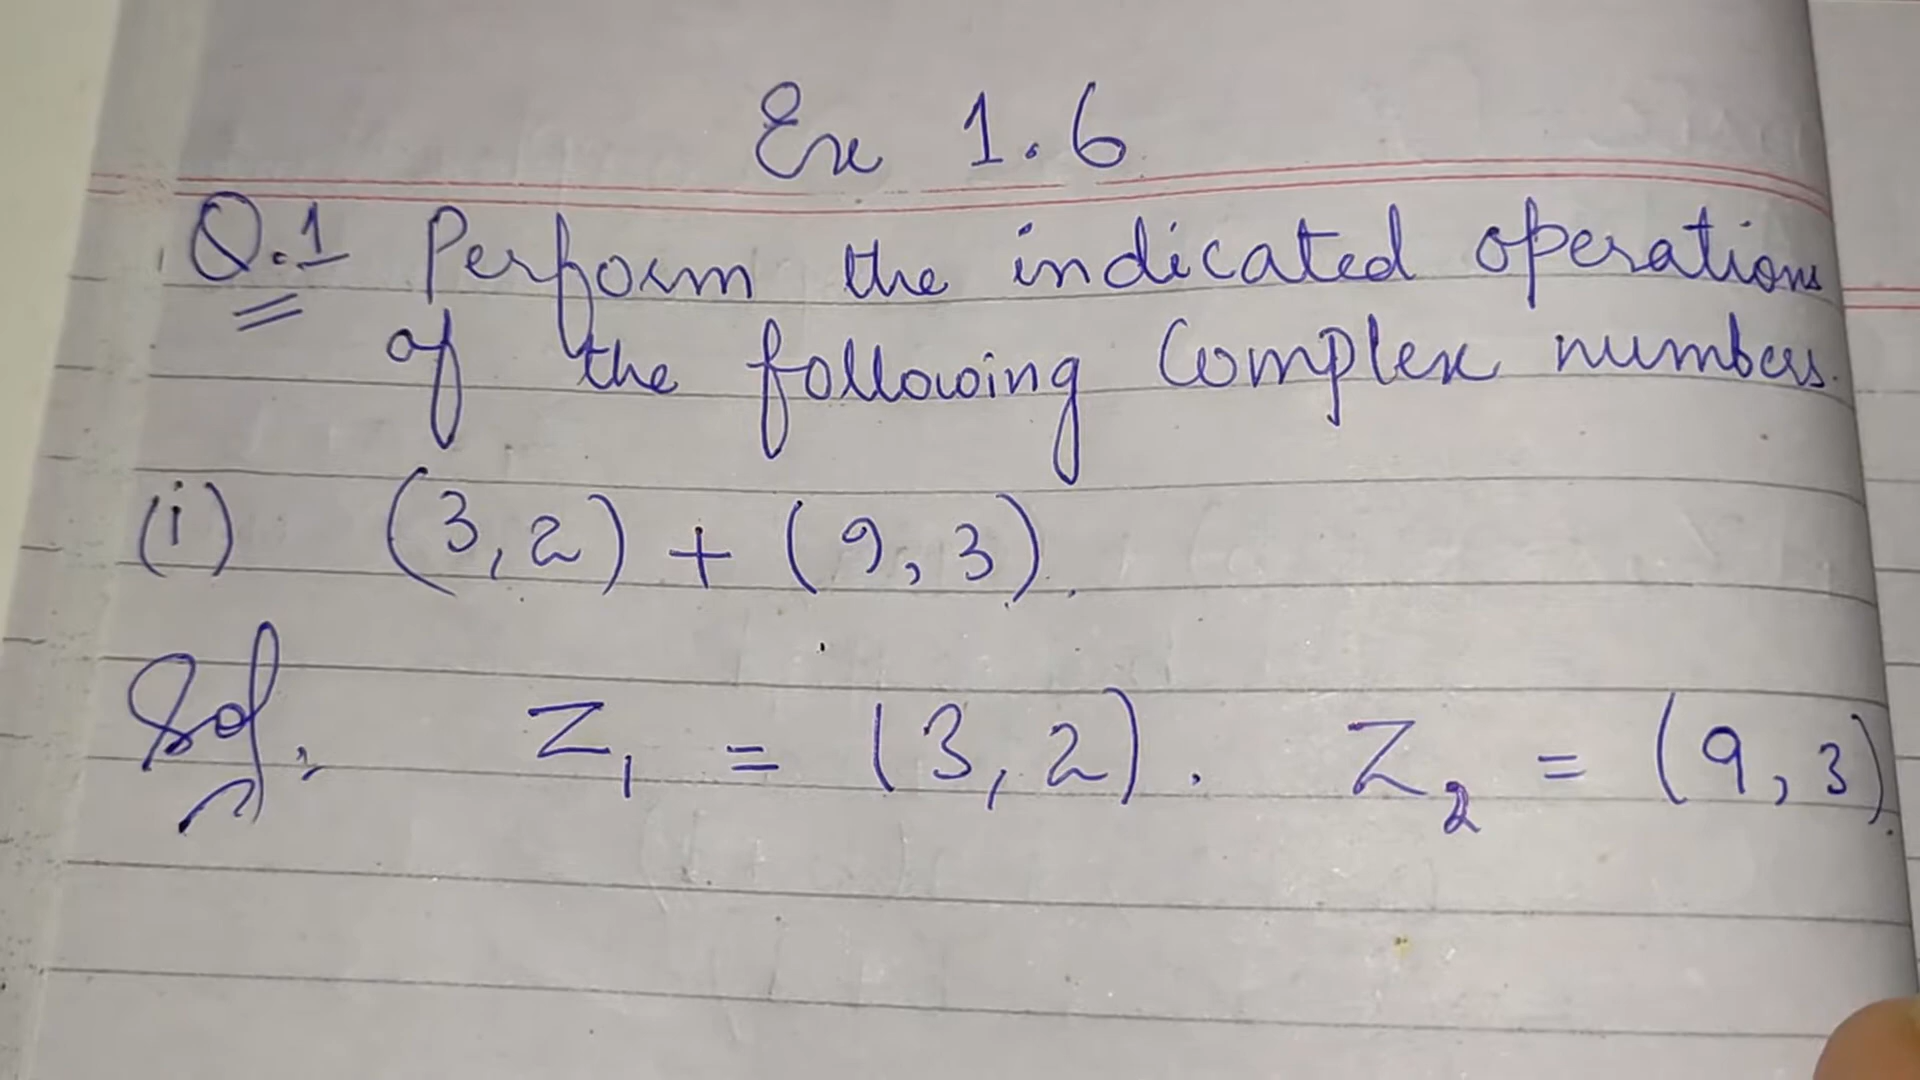 Ex 1.6
Q.1 Perform the indicated operations
of the following Complex numbers.
(i) (3,2) + (9,3).
Sol. Z₁ = (3,2). Z₂ = (9,3).